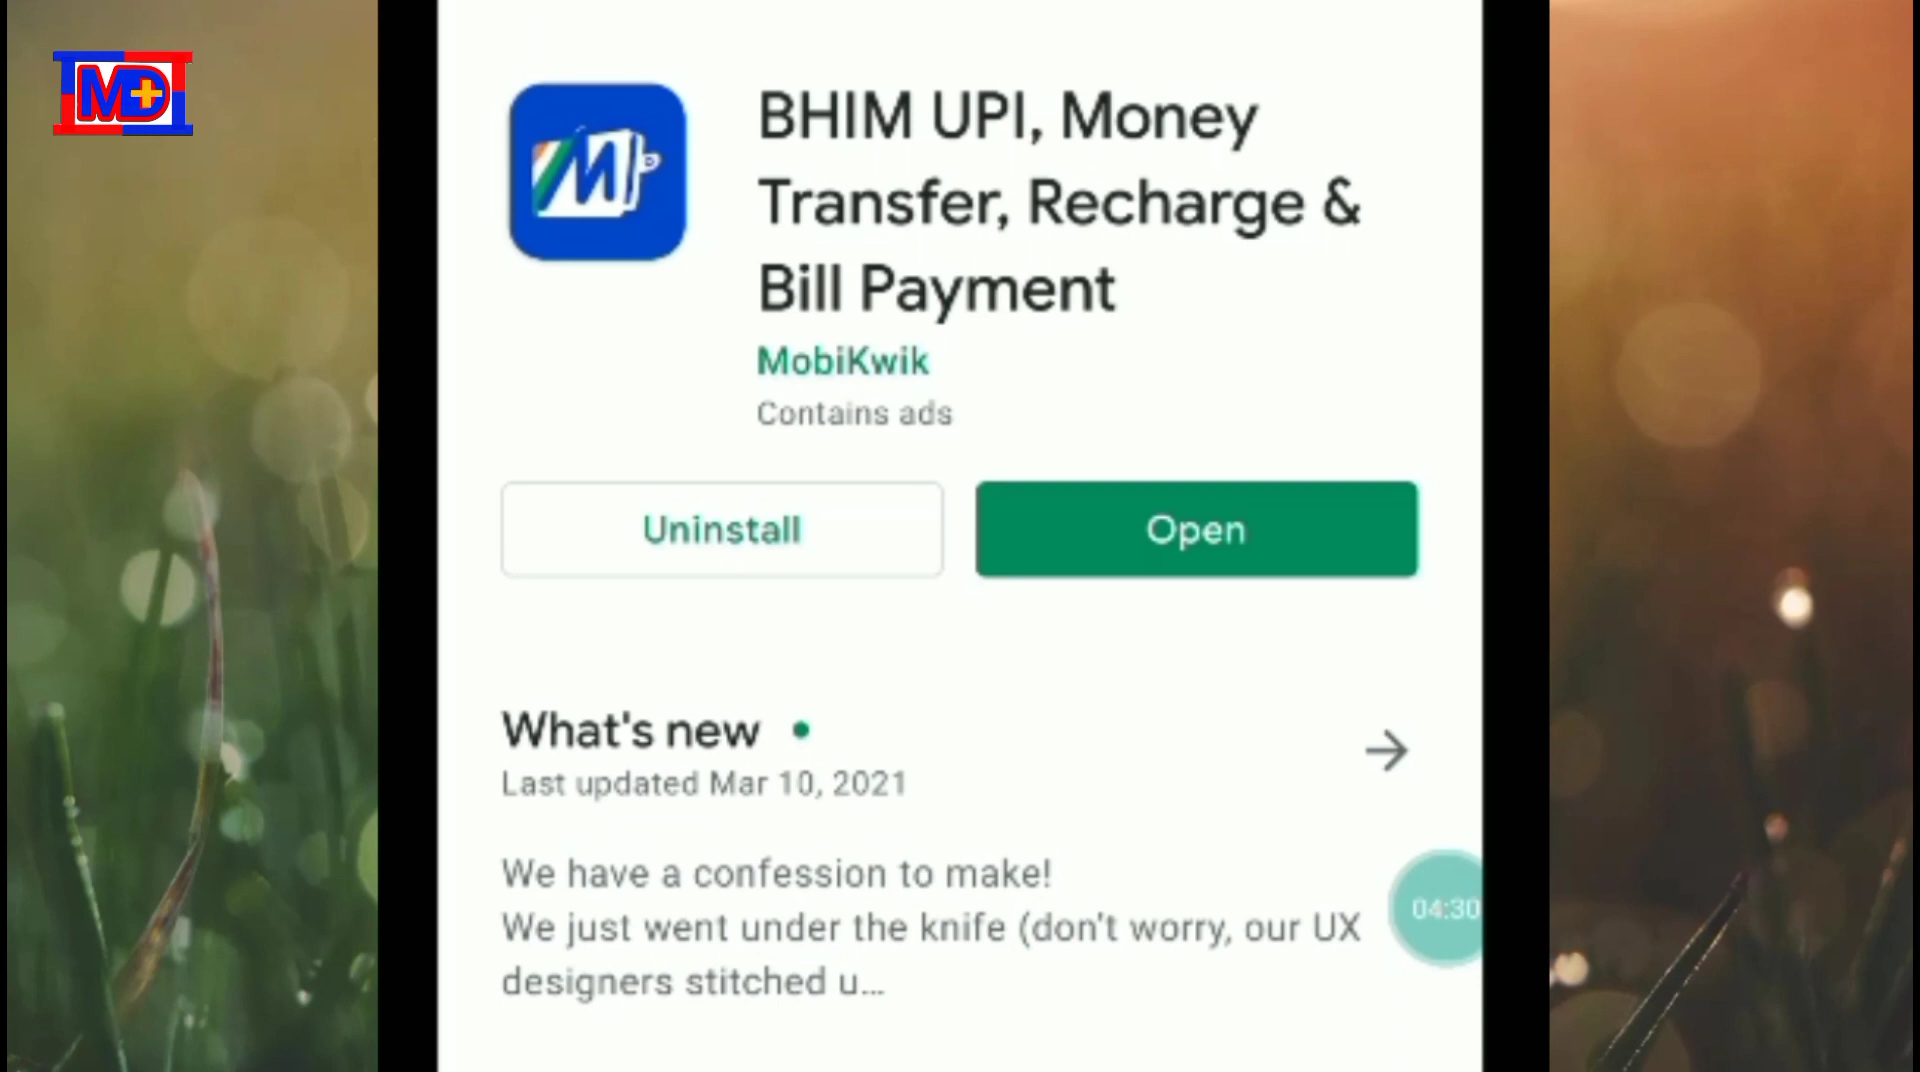 MD+
BHIM UPI, Money
Transfer, Recharge &
Bill Payment
MobiKwik
Contains ads
Uninstall
Open
What's new
Last updated Mar 10, 2021
We have a confession to make!
We just went under the knife (don't worry, our UX
designers stitched u...
04:30